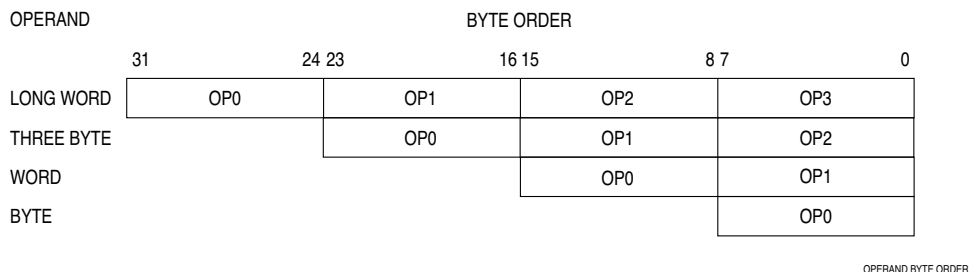 OPERAND BYTE ORDER
31 24 23 16 15 8 7 0
LONG WORD OP0 OP1 OP2 OP3
THREE BYTE OP0 OP1 OP2
WORD OP0 OP1
BYTE OP0
OPERAND BYTE ORDER